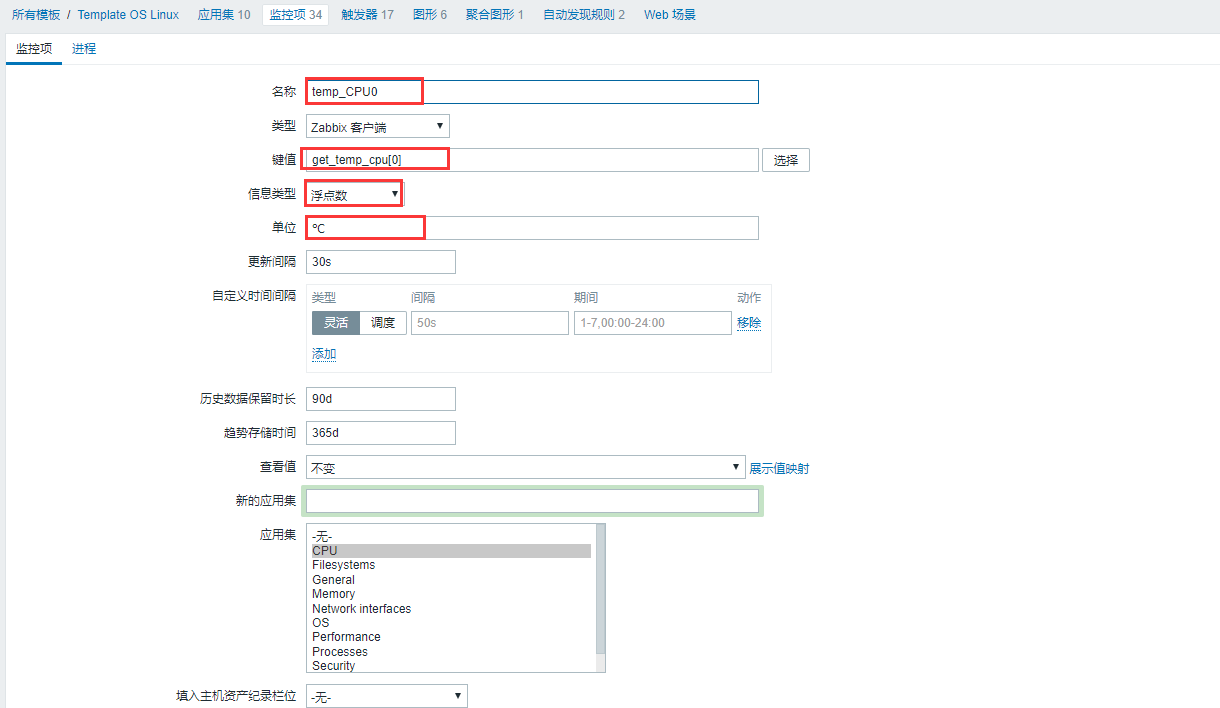 所有模板 / Template OS Linux 应用集 10 监控项 34 触发器 17 图形 6 聚合图形 1 自动发现规则 2 Web 场景
监控项 进程
名称 temp_CPU0
类型 Zabbix 客户端
键值 get_temp_cpu[0] 选择
信息类型 浮点数
单位 ℃
更新间隔 30s
自定义时间间隔 类型 间隔 期间 动作
灵活 调度 50s 1-7,00:00-24:00 移除
添加
历史数据保留时长 90d
趋势存储时间 365d
查看值 不变 展示值映射
新的应用集
应用集 -无-
CPU
Filesystems
General
Memory
Network interfaces
OS
Performance
Processes
Security
填入主机资产纪录栏位 -无-